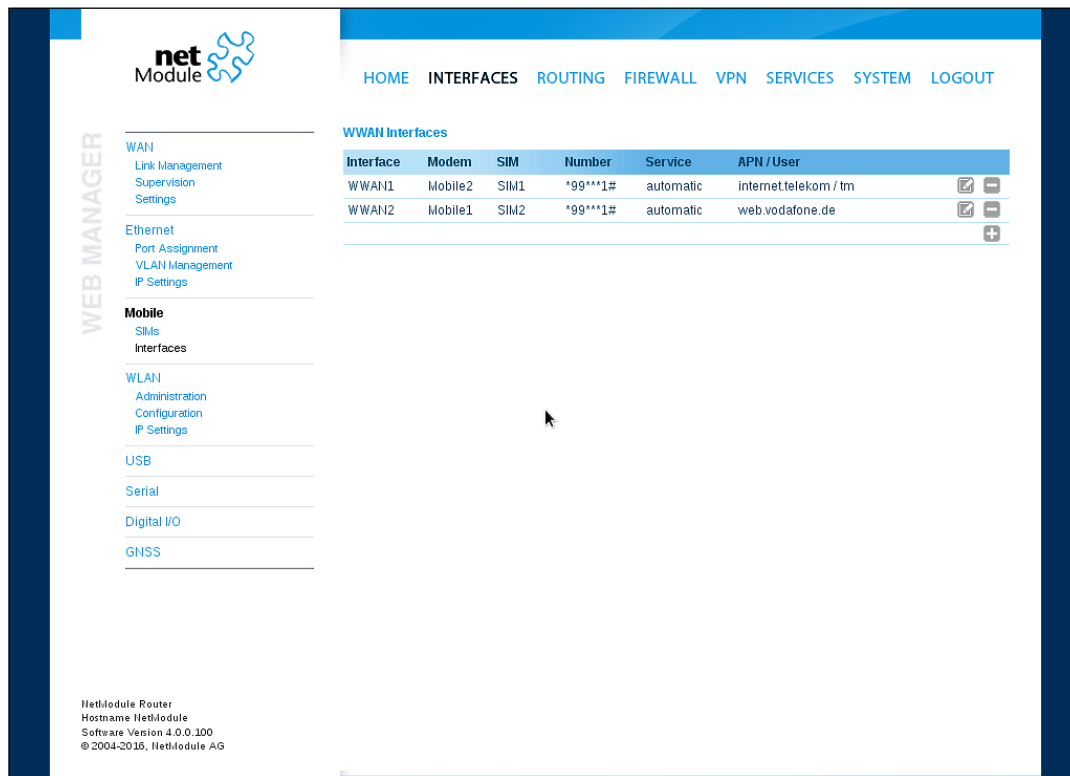 net
Module
HOME INTERFACES ROUTING FIREWALL VPN SERVICES SYSTEM LOGOUT
WEB MANAGER
WAN
Link Management
Supervision
Settings
Ethernet
Port Assignment
VLAN Management
IP Settings
Mobile
SIMs
Interfaces
WLAN
Administration
Configuration
IP Settings
USB
Serial
Digital I/O
GNSS
WWAN Interfaces
Interface Modem SIM Number Service APN / User
WWAN1 Mobile2 SIM1 *99***1# automatic internet.telekom / tm
WWAN2 Mobile1 SIM2 *99***1# automatic web.vodafone.de
NetModule Router
Hostname NetModule
Software Version 4.0.0.100
© 2004-2016, NetModule AG